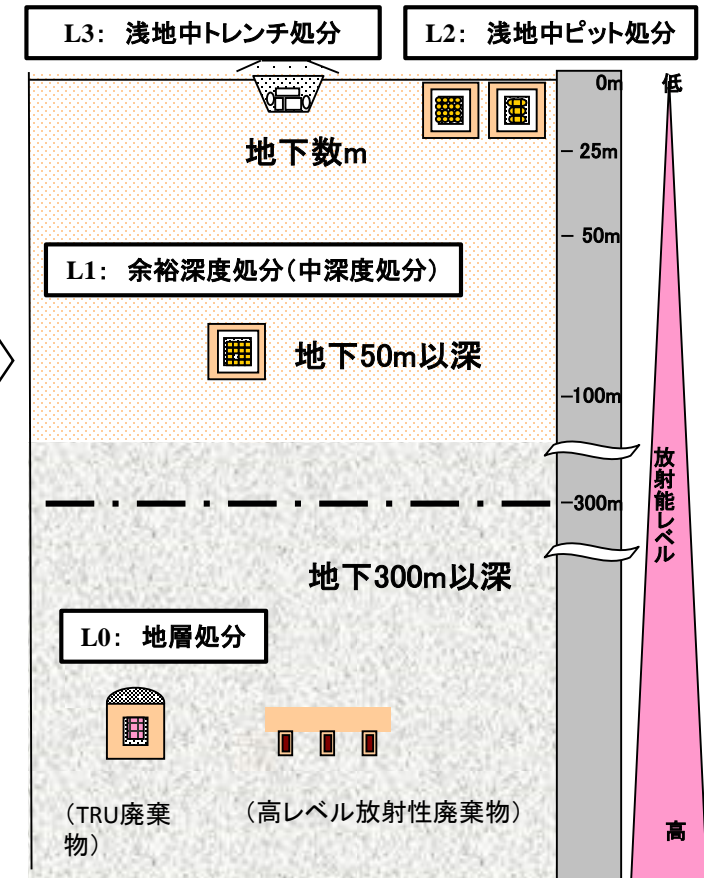 L3: 浅地中トレンチ処分
L2: 浅地中ピット処分
0m
低
地下数m
- 25m
- 50m
L1: 余裕深度処分(中深度処分)
地下50m以深
-100m
放射能レベル
-300m
地下300m以深
L0: 地層処分
(TRU廃棄
物)
(高レベル放射性廃棄物)
高